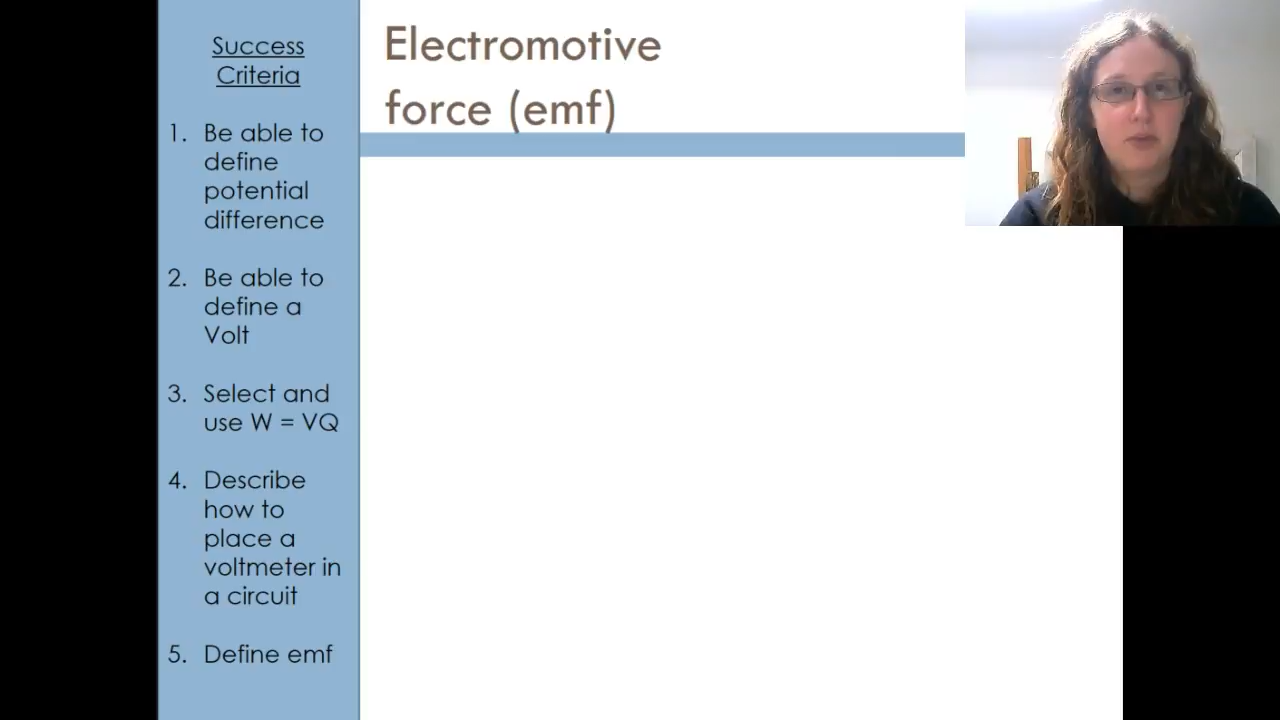 Success
Criteria
1. Be able to
define
potential
difference
2. Be able to
define a
Volt
3. Select and
use W = VQ
4. Describe
how to
place a
voltmeter in
a circuit
5. Define emf
Electromotive
force (emf)